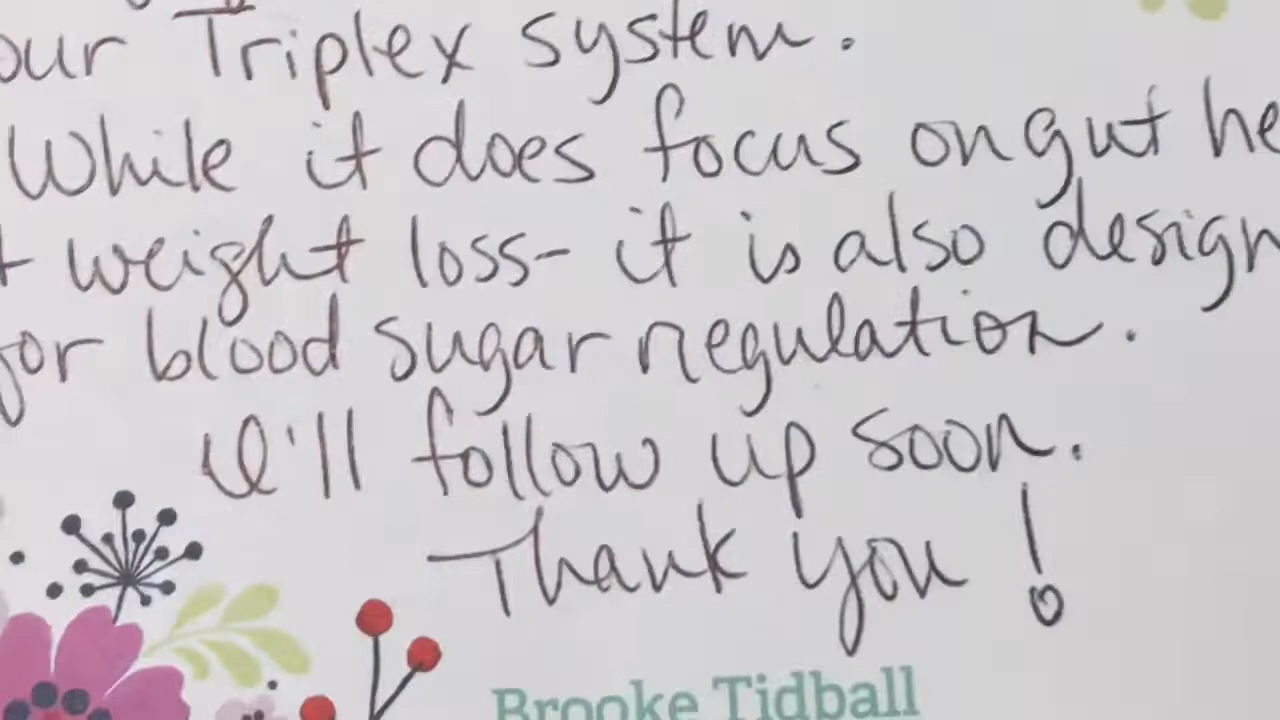 our Triplex system.
While it does focus on gut he
+ weight loss- it is also design
for blood sugar regulation.
I'll follow up soon.
Thank you!
Brooke Tidball